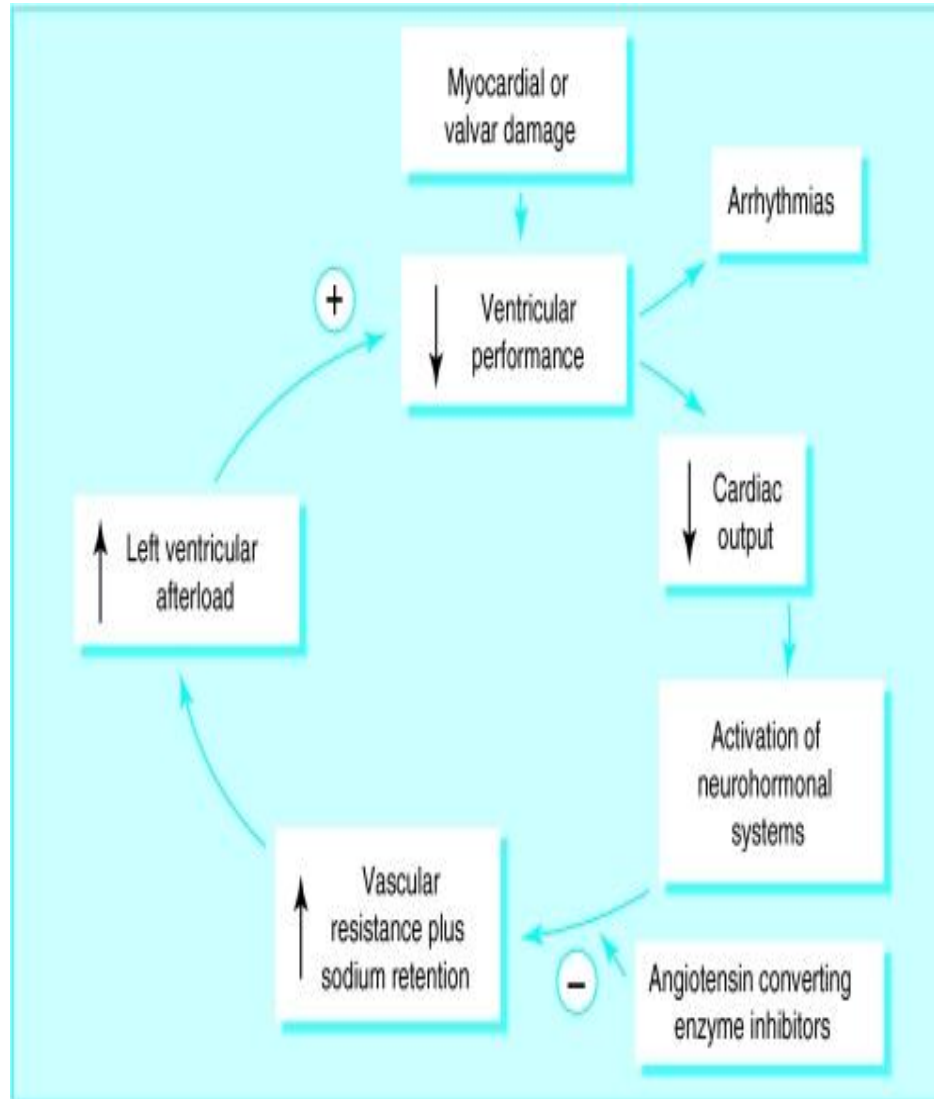 Myocardial or
valvar damage
Arrhythmias
+
Ventricular
performance
Cardiac
output
Left ventricular
afterload
Activation of
neurohormonal
systems
Vascular
resistance plus
sodium retention
−
Angiotensin converting
enzyme inhibitors